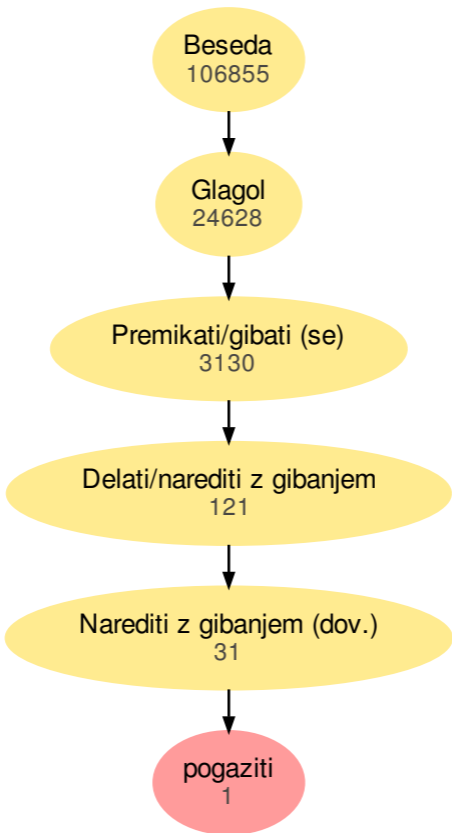 Beseda
106855
Glagol
24628
Premikati/gibati (se)
3130
Delati/narediti z gibanjem
121
Narediti z gibanjem (dov.)
31
pogaziti
1